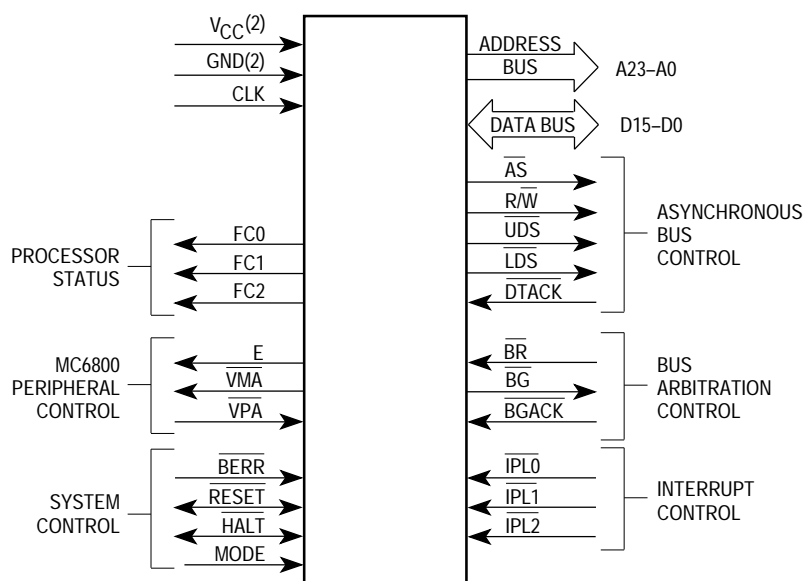 VCC(2)
GND(2)
CLK
PROCESSOR
STATUS
FC0
FC1
FC2
MC6800
PERIPHERAL
CONTROL
E
VMA
VPA
SYSTEM
CONTROL
BERR
RESET
HALT
MODE
ADDRESS
BUS
A23–A0
DATA BUS
D15–D0
AS
R/W
UDS
LDS
DTACK
ASYNCHRONOUS
BUS
CONTROL
BR
BG
BGACK
BUS
ARBITRATION
CONTROL
IPL0
IPL1
IPL2
INTERRUPT
CONTROL